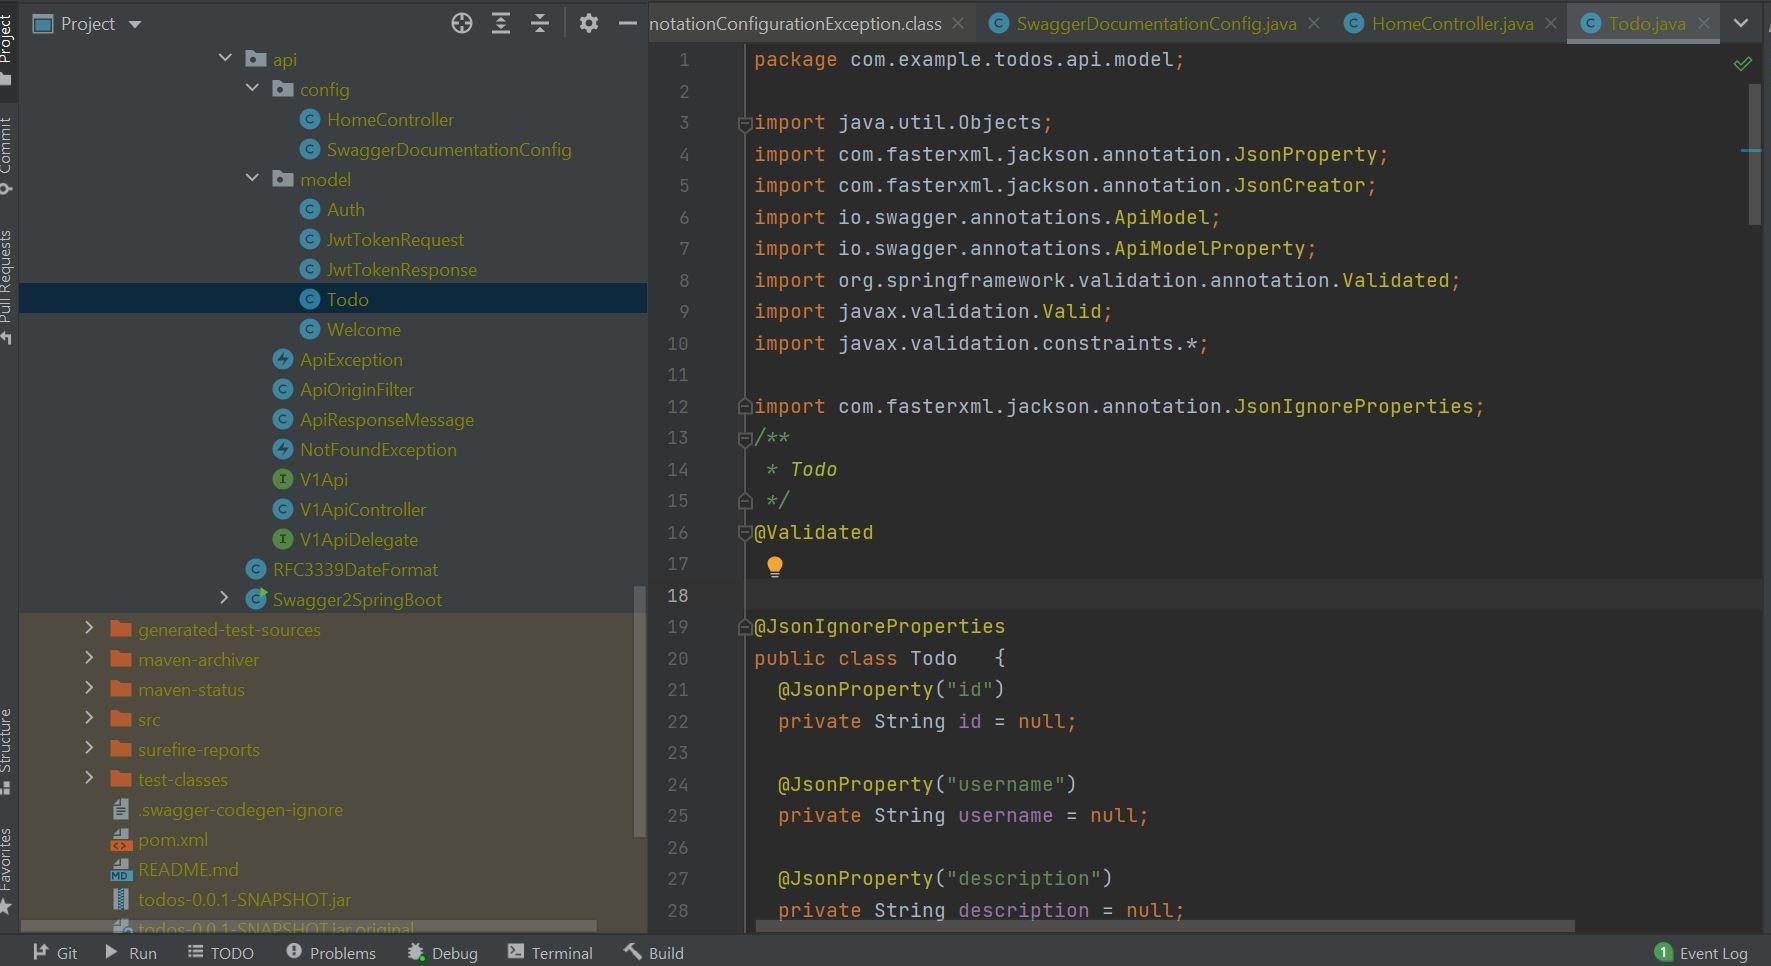 Project
notationConfigurationException.class
SwaggerDocumentationConfig.java
HomeController.java
Todo.java
Project
Commit
Pull Requests
Structure
Favorites
api
config
HomeController
SwaggerDocumentationConfig
model
Auth
JwtTokenRequest
JwtTokenResponse
Todo
Welcome
ApiException
ApiOriginFilter
ApiResponseMessage
NotFoundException
V1Api
V1ApiController
V1ApiDelegate
RFC3339DateFormat
Swagger2SpringBoot
generated-test-sources
maven-archiver
maven-status
src
surefire-reports
test-classes
.swagger-codegen-ignore
pom.xml
README.md
todos-0.0.1-SNAPSHOT.jar
todos-0.0.1-SNAPSHOT.jar.original
1 package com.example.todos.api.model;
2
3 import java.util.Objects;
4 import com.fasterxml.jackson.annotation.JsonProperty;
5 import com.fasterxml.jackson.annotation.JsonCreator;
6 import io.swagger.annotations.ApiModel;
7 import io.swagger.annotations.ApiModelProperty;
8 import org.springframework.validation.annotation.Validated;
9 import javax.validation.Valid;
10 import javax.validation.constraints.*;
11
12 import com.fasterxml.jackson.annotation.JsonIgnoreProperties;
13 /**
14 * Todo
15 */
16 @Validated
17
18
19 @JsonIgnoreProperties
20 public class Todo {
21 @JsonProperty("id")
22 private String id = null;
23
24 @JsonProperty("username")
25 private String username = null;
26
27 @JsonProperty("description")
28 private String description = null;
Git
Run
TODO
Problems
Debug
Terminal
Build
1 Event Log